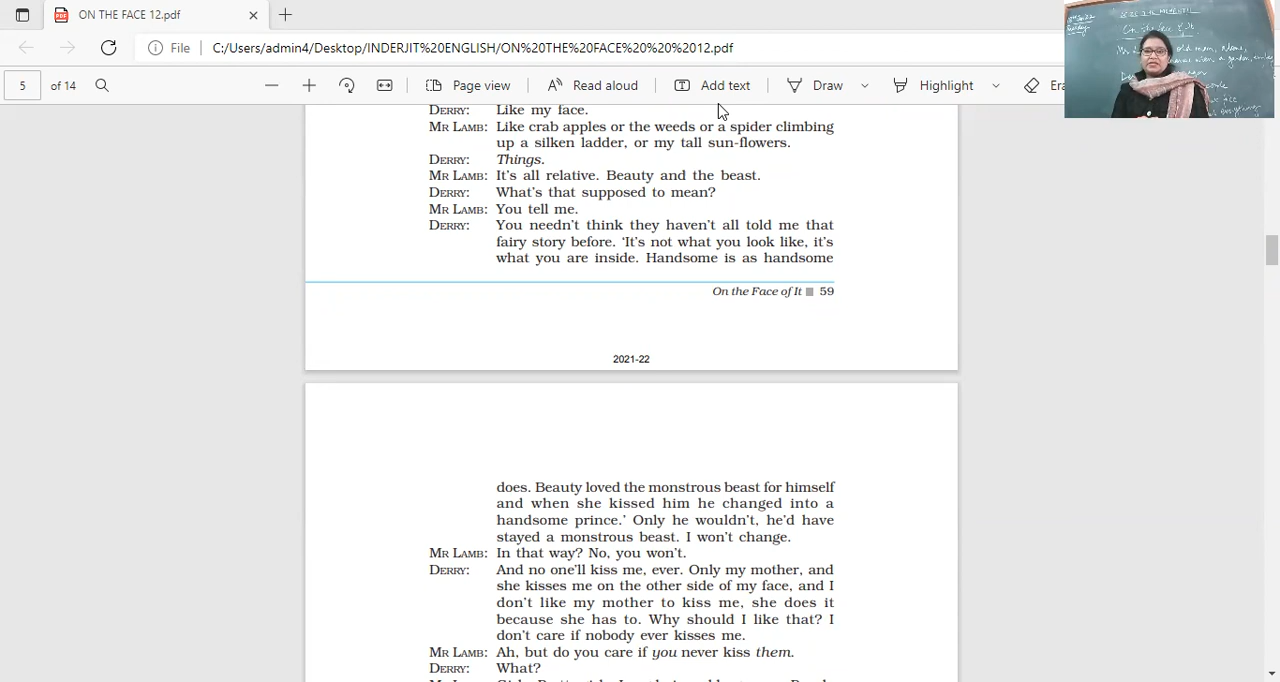 ON THE FACE 12.pdf
File C:/Users/admin4/Desktop/INDERJIT%20ENGLISH/ON%20THE%20FACE%20%20%2012.pdf
5 of 14 Page view Read aloud Add text Draw Highlight Era
On the face of It
DERRY: Like my face.
MR LAMB: Like crab apples or the weeds or a spider climbing
up a silken ladder, or my tall sun-flowers.
DERRY: Things.
MR LAMB: It's all relative. Beauty and the beast.
DERRY: What's that supposed to mean?
MR LAMB: You tell me.
DERRY: You needn't think they haven't all told me that
fairy story before. 'It's not what you look like, it's
what you are inside. Handsome is as handsome
On the Face of It 59
2021-22
does. Beauty loved the monstrous beast for himself
and when she kissed him he changed into a
handsome prince.' Only he wouldn't, he'd have
stayed a monstrous beast. I won't change.
MR LAMB: In that way? No, you won't.
DERRY: And no one'll kiss me, ever. Only my mother, and
she kisses me on the other side of my face, and I
don't like my mother to kiss me, she does it
because she has to. Why should I like that? I
don't care if nobody ever kisses me.
MR LAMB: Ah, but do you care if you never kiss them.
DERRY: What?